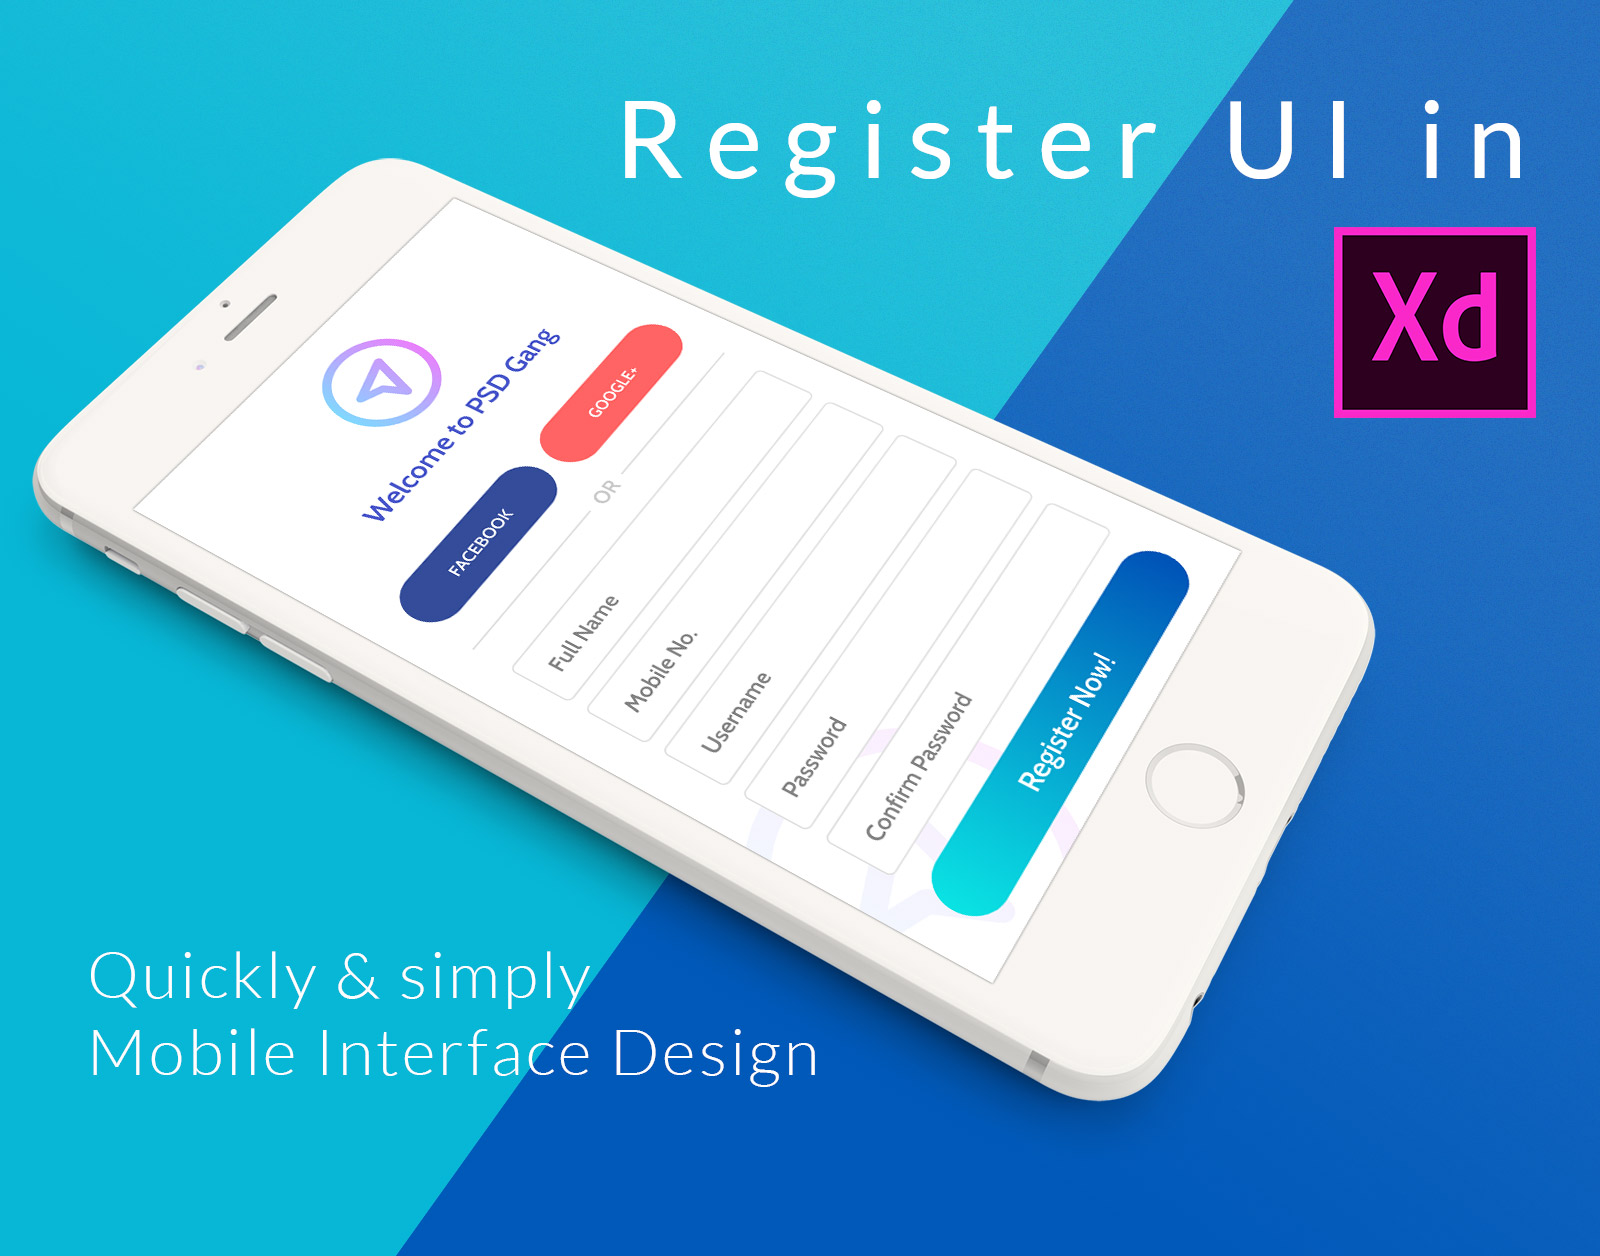 Register UI in
Xd
Welcome to PSD Gang
FACEBOOK
GOOGLE+
OR
Full Name
Mobile No.
Username
Password
Confirm Password
Register Now!
Quickly & simply
Mobile Interface Design